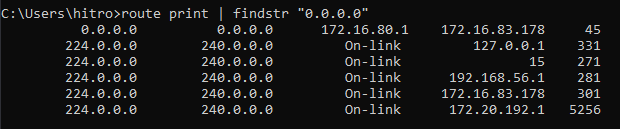 C:\Users\hitro>route print | findstr "0.0.0.0"
0.0.0.0 0.0.0.0 172.16.80.1 172.16.83.178 45
224.0.0.0 240.0.0.0 On-link 127.0.0.1 331
224.0.0.0 240.0.0.0 On-link 15 271
224.0.0.0 240.0.0.0 On-link 192.168.56.1 281
224.0.0.0 240.0.0.0 On-link 172.16.83.178 301
224.0.0.0 240.0.0.0 On-link 172.20.192.1 5256